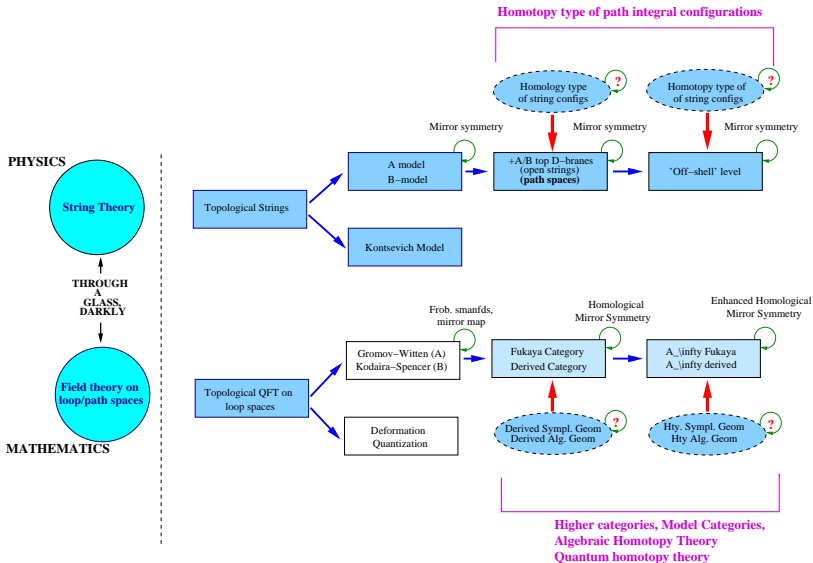 Homotopy type of path integral configurations
Homology type
of string configs
?
Homotopy type of
of string configs
?
Mirror symmetry
Mirror symmetry
Mirror symmetry
PHYSICS
String Theory
A model
B−model
+A/B top D−branes
(open strings)
(path spaces)
'Off−shell' level
Topological Strings
Kontsevich Model
THROUGH
A
GLASS,
DARKLY
Frob. smanfds,
mirror map
Homological
Mirror Symmetry
Enhanced Homological
Mirror Symmetry
Gromov−Witten (A)
Kodaira−Spencer (B)
Fukaya Category
Derived Category
A_\infty Fukaya
A_\infty derived
Field theory on
loop/path spaces
Topological QFT on
loop spaces
Deformation
Quantization
Derived Sympl. Geom
Derived Alg. Geom
?
Hty. Sympl. Geom
Hty Alg. Geom
?
MATHEMATICS
Higher categories, Model Categories,
Algebraic Homotopy Theory
Quantum homotopy theory